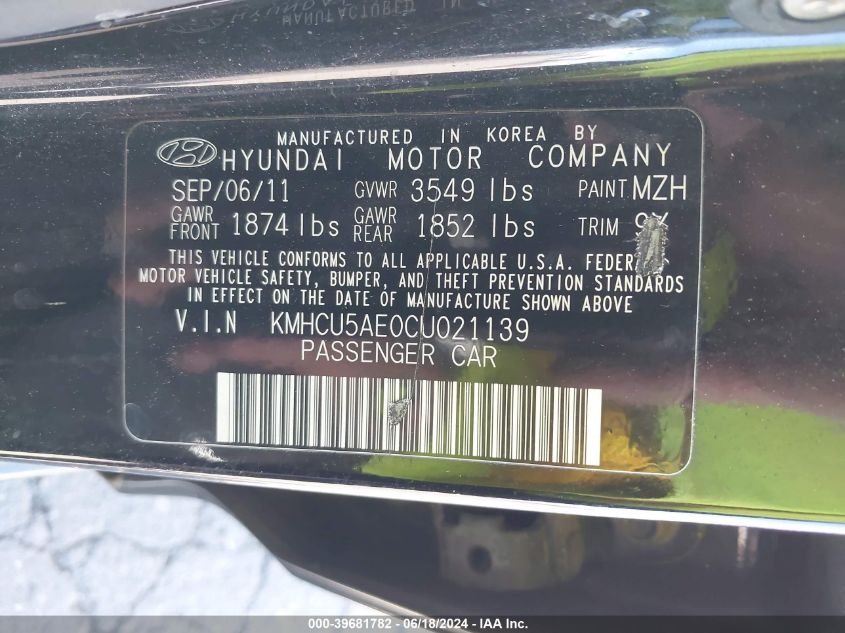 MANUFACTURED IN
MANUFACTURED IN KOREA BY
HYUNDAI MOTOR COMPANY
SEP/06/11 GVWR 3549 lbs PAINT MZH
GAWR FRONT 1874 lbs GAWR REAR 1852 lbs TRIM
THIS VEHICLE CONFORMS TO ALL APPLICABLE U.S.A. FEDER
MOTOR VEHICLE SAFETY, BUMPER, AND THEFT PREVENTION STANDARDS
IN EFFECT ON THE DATE OF MANUFACTURE SHOWN ABOVE
V.I.N KMHCU5AE0CU021139
PASSENGER CAR
000-39681782 - 06/18/2024 - IAA Inc.